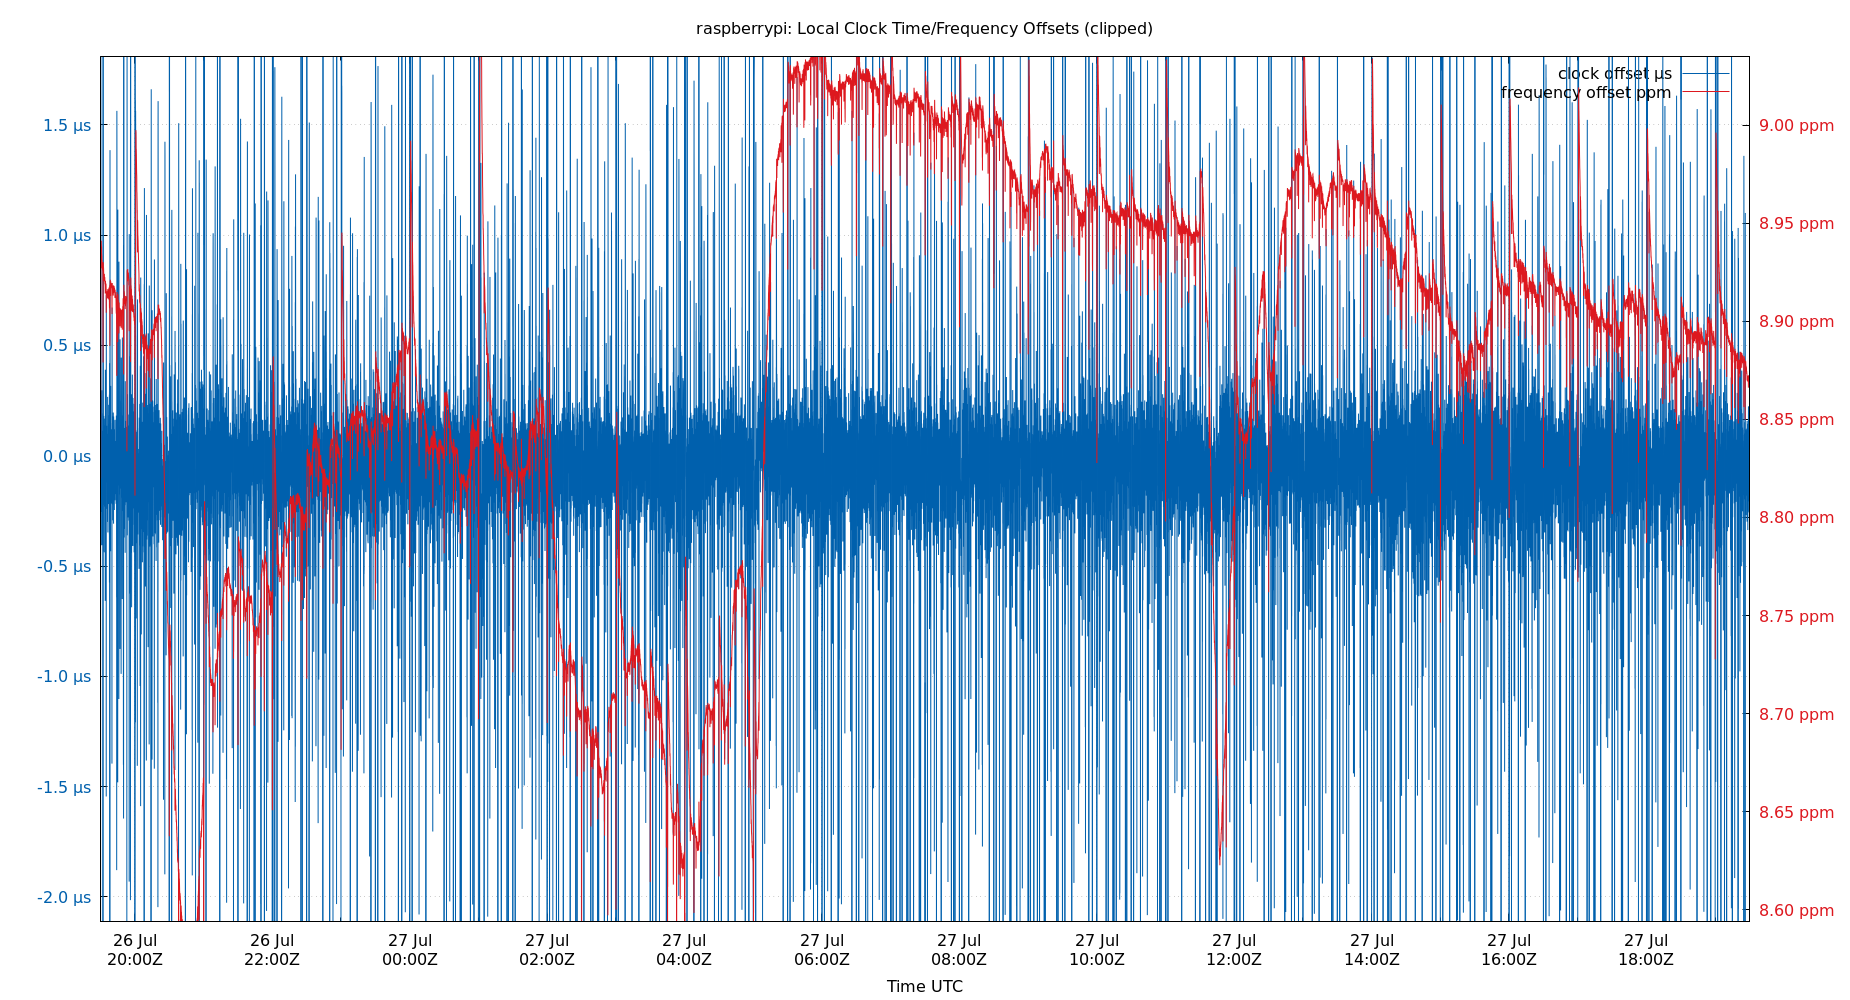 raspberrypi: Local Clock Time/Frequency Offsets (clipped)
clock offset µs
frequency offset ppm
1.5 µs
1.0 µs
0.5 µs
0.0 µs
-0.5 µs
-1.0 µs
-1.5 µs
-2.0 µs
9.00 ppm
8.95 ppm
8.90 ppm
8.85 ppm
8.80 ppm
8.75 ppm
8.70 ppm
8.65 ppm
8.60 ppm
26 Jul 26 Jul 27 Jul 27 Jul 27 Jul 27 Jul 27 Jul 27 Jul 27 Jul 27 Jul 27 Jul 27 Jul
20:00Z 22:00Z 00:00Z 02:00Z 04:00Z 06:00Z 08:00Z 10:00Z 12:00Z 14:00Z 16:00Z 18:00Z
Time UTC